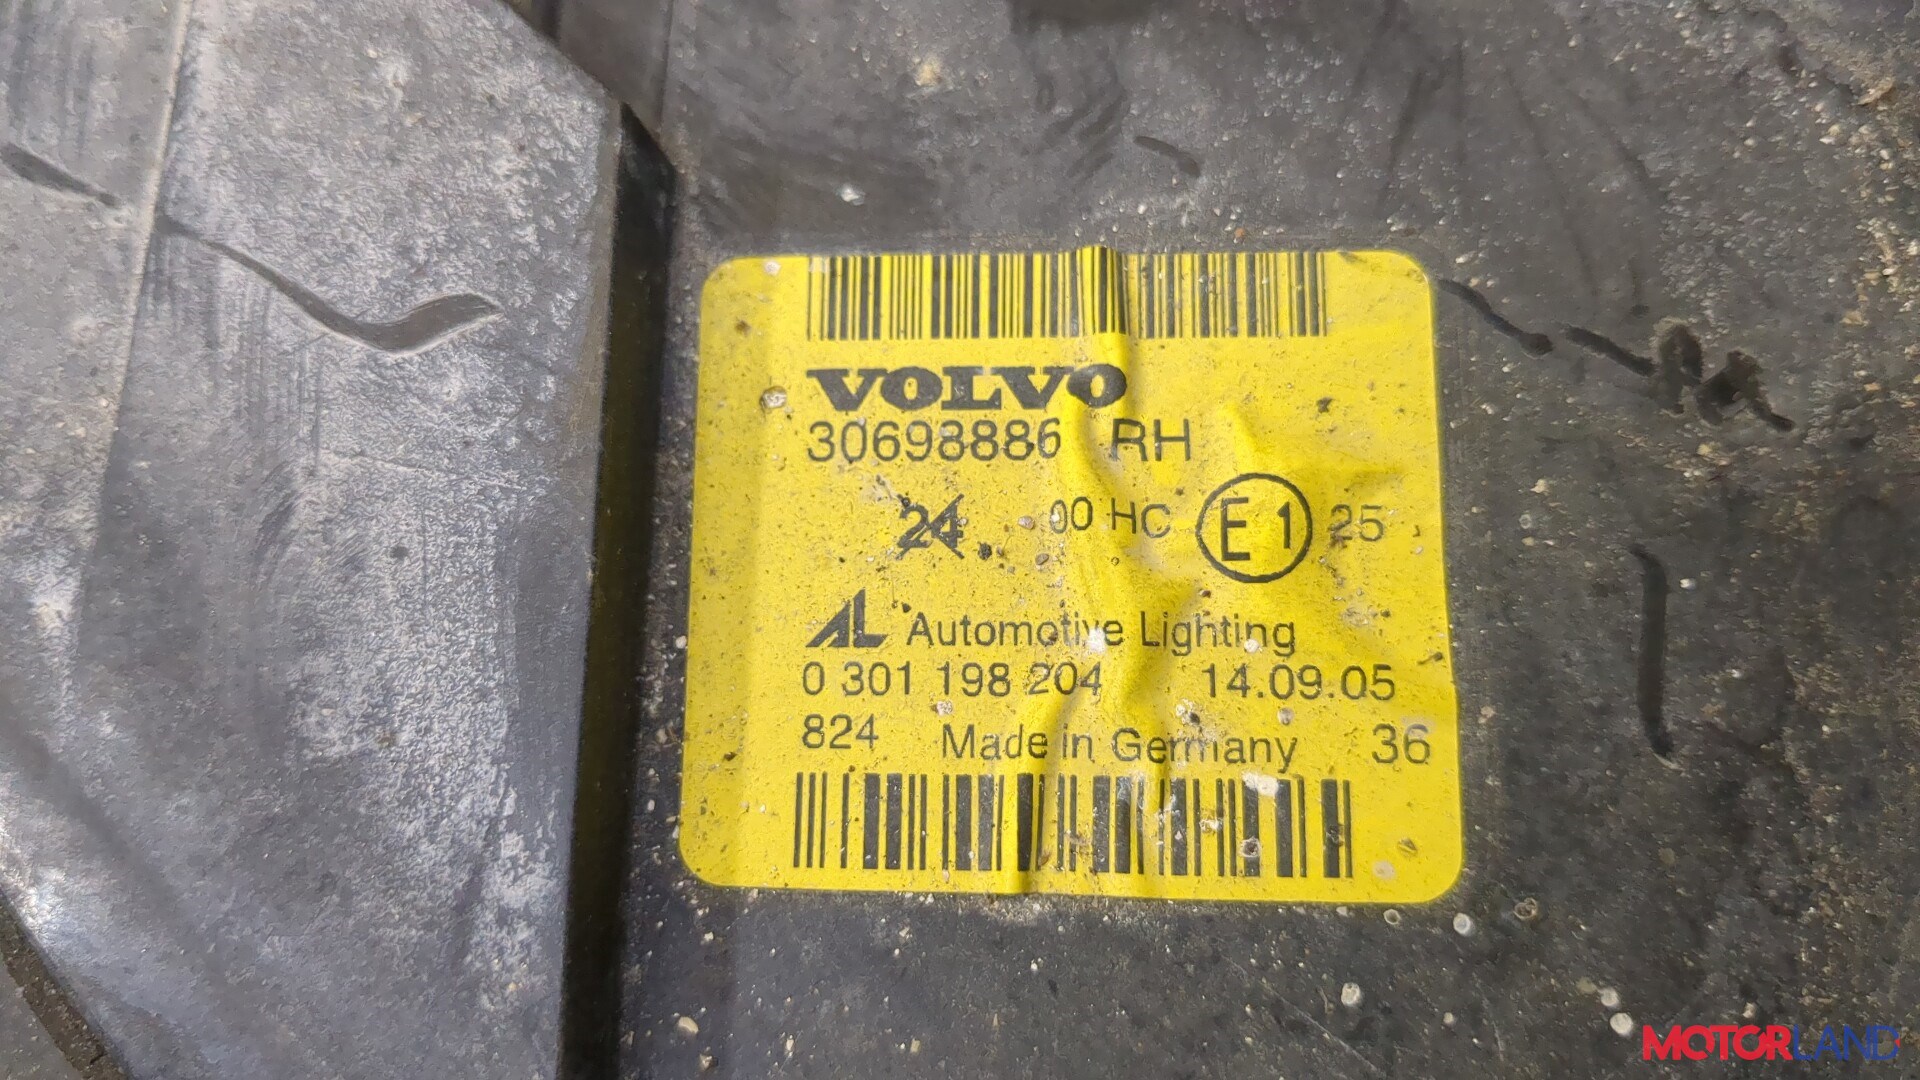 VOLVO
30698886 RH
24 00 HC E1 25
AL Automotive Lighting
0 301 198 204 14.09.05
824 Made in Germany 36
MOTORLAND